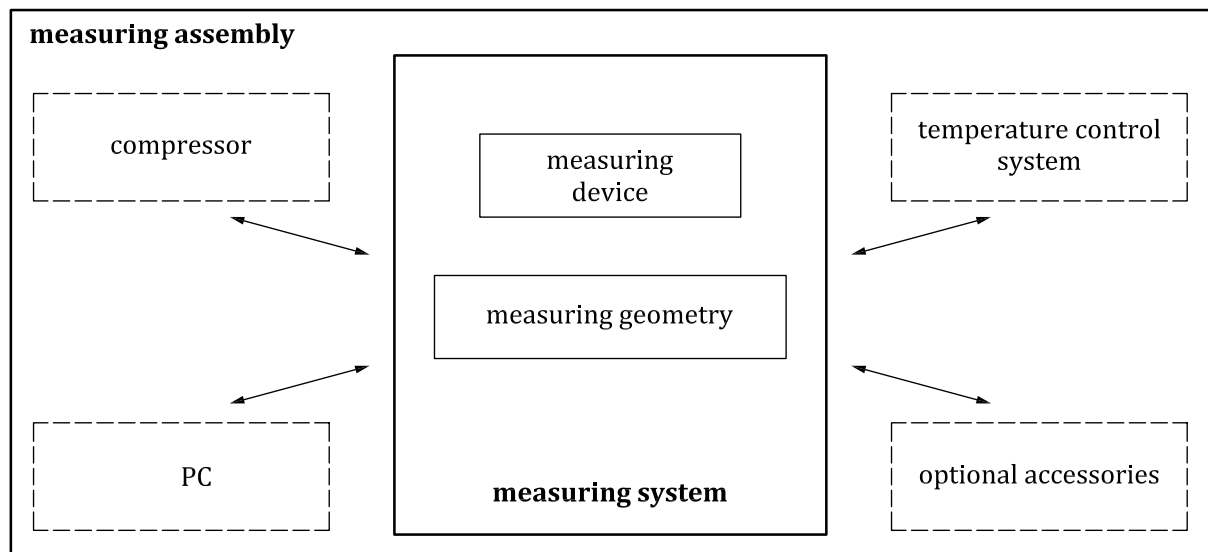 measuring assembly
compressor
measuring
device
temperature control
system
measuring geometry
PC
measuring system
optional accessories